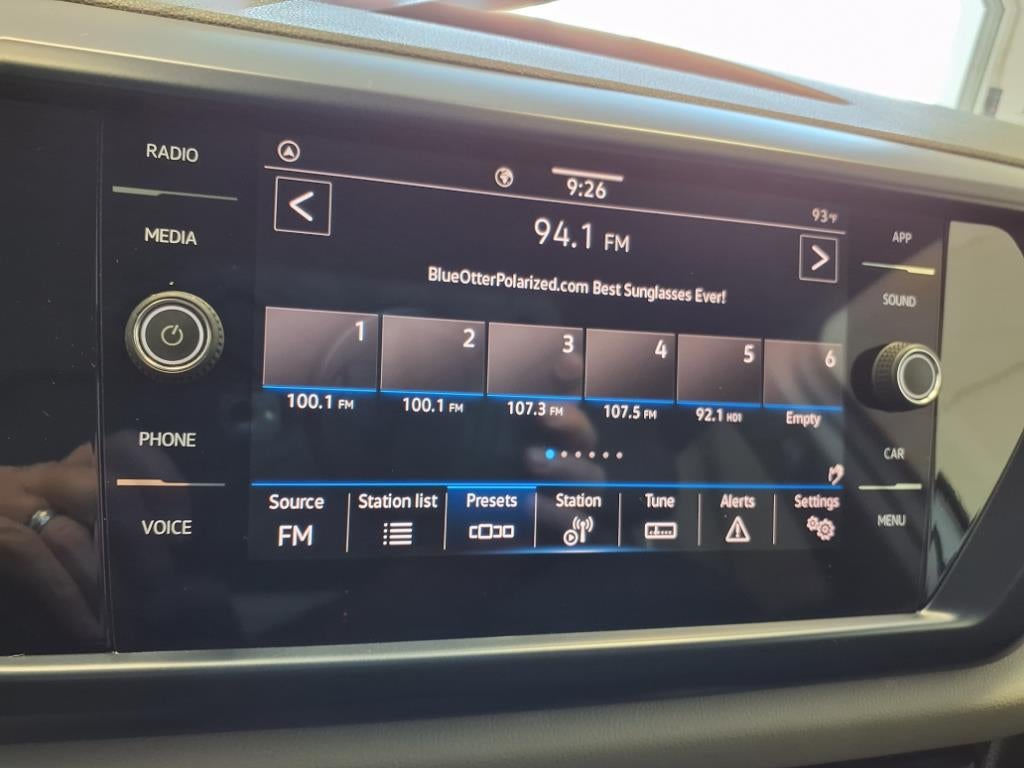 RADIO
MEDIA
PHONE
VOICE
9:26
93°F
94.1 FM
BlueOtterPolarized.com Best Sunglasses Ever!
1 2 3 4 5 6
100.1 FM 100.1 FM 107.3 FM 107.5 FM 92.1 HD1 Empty
Source Station list Presets Station Tune Alerts Settings
FM
APP
SOUND
CAR
MENU